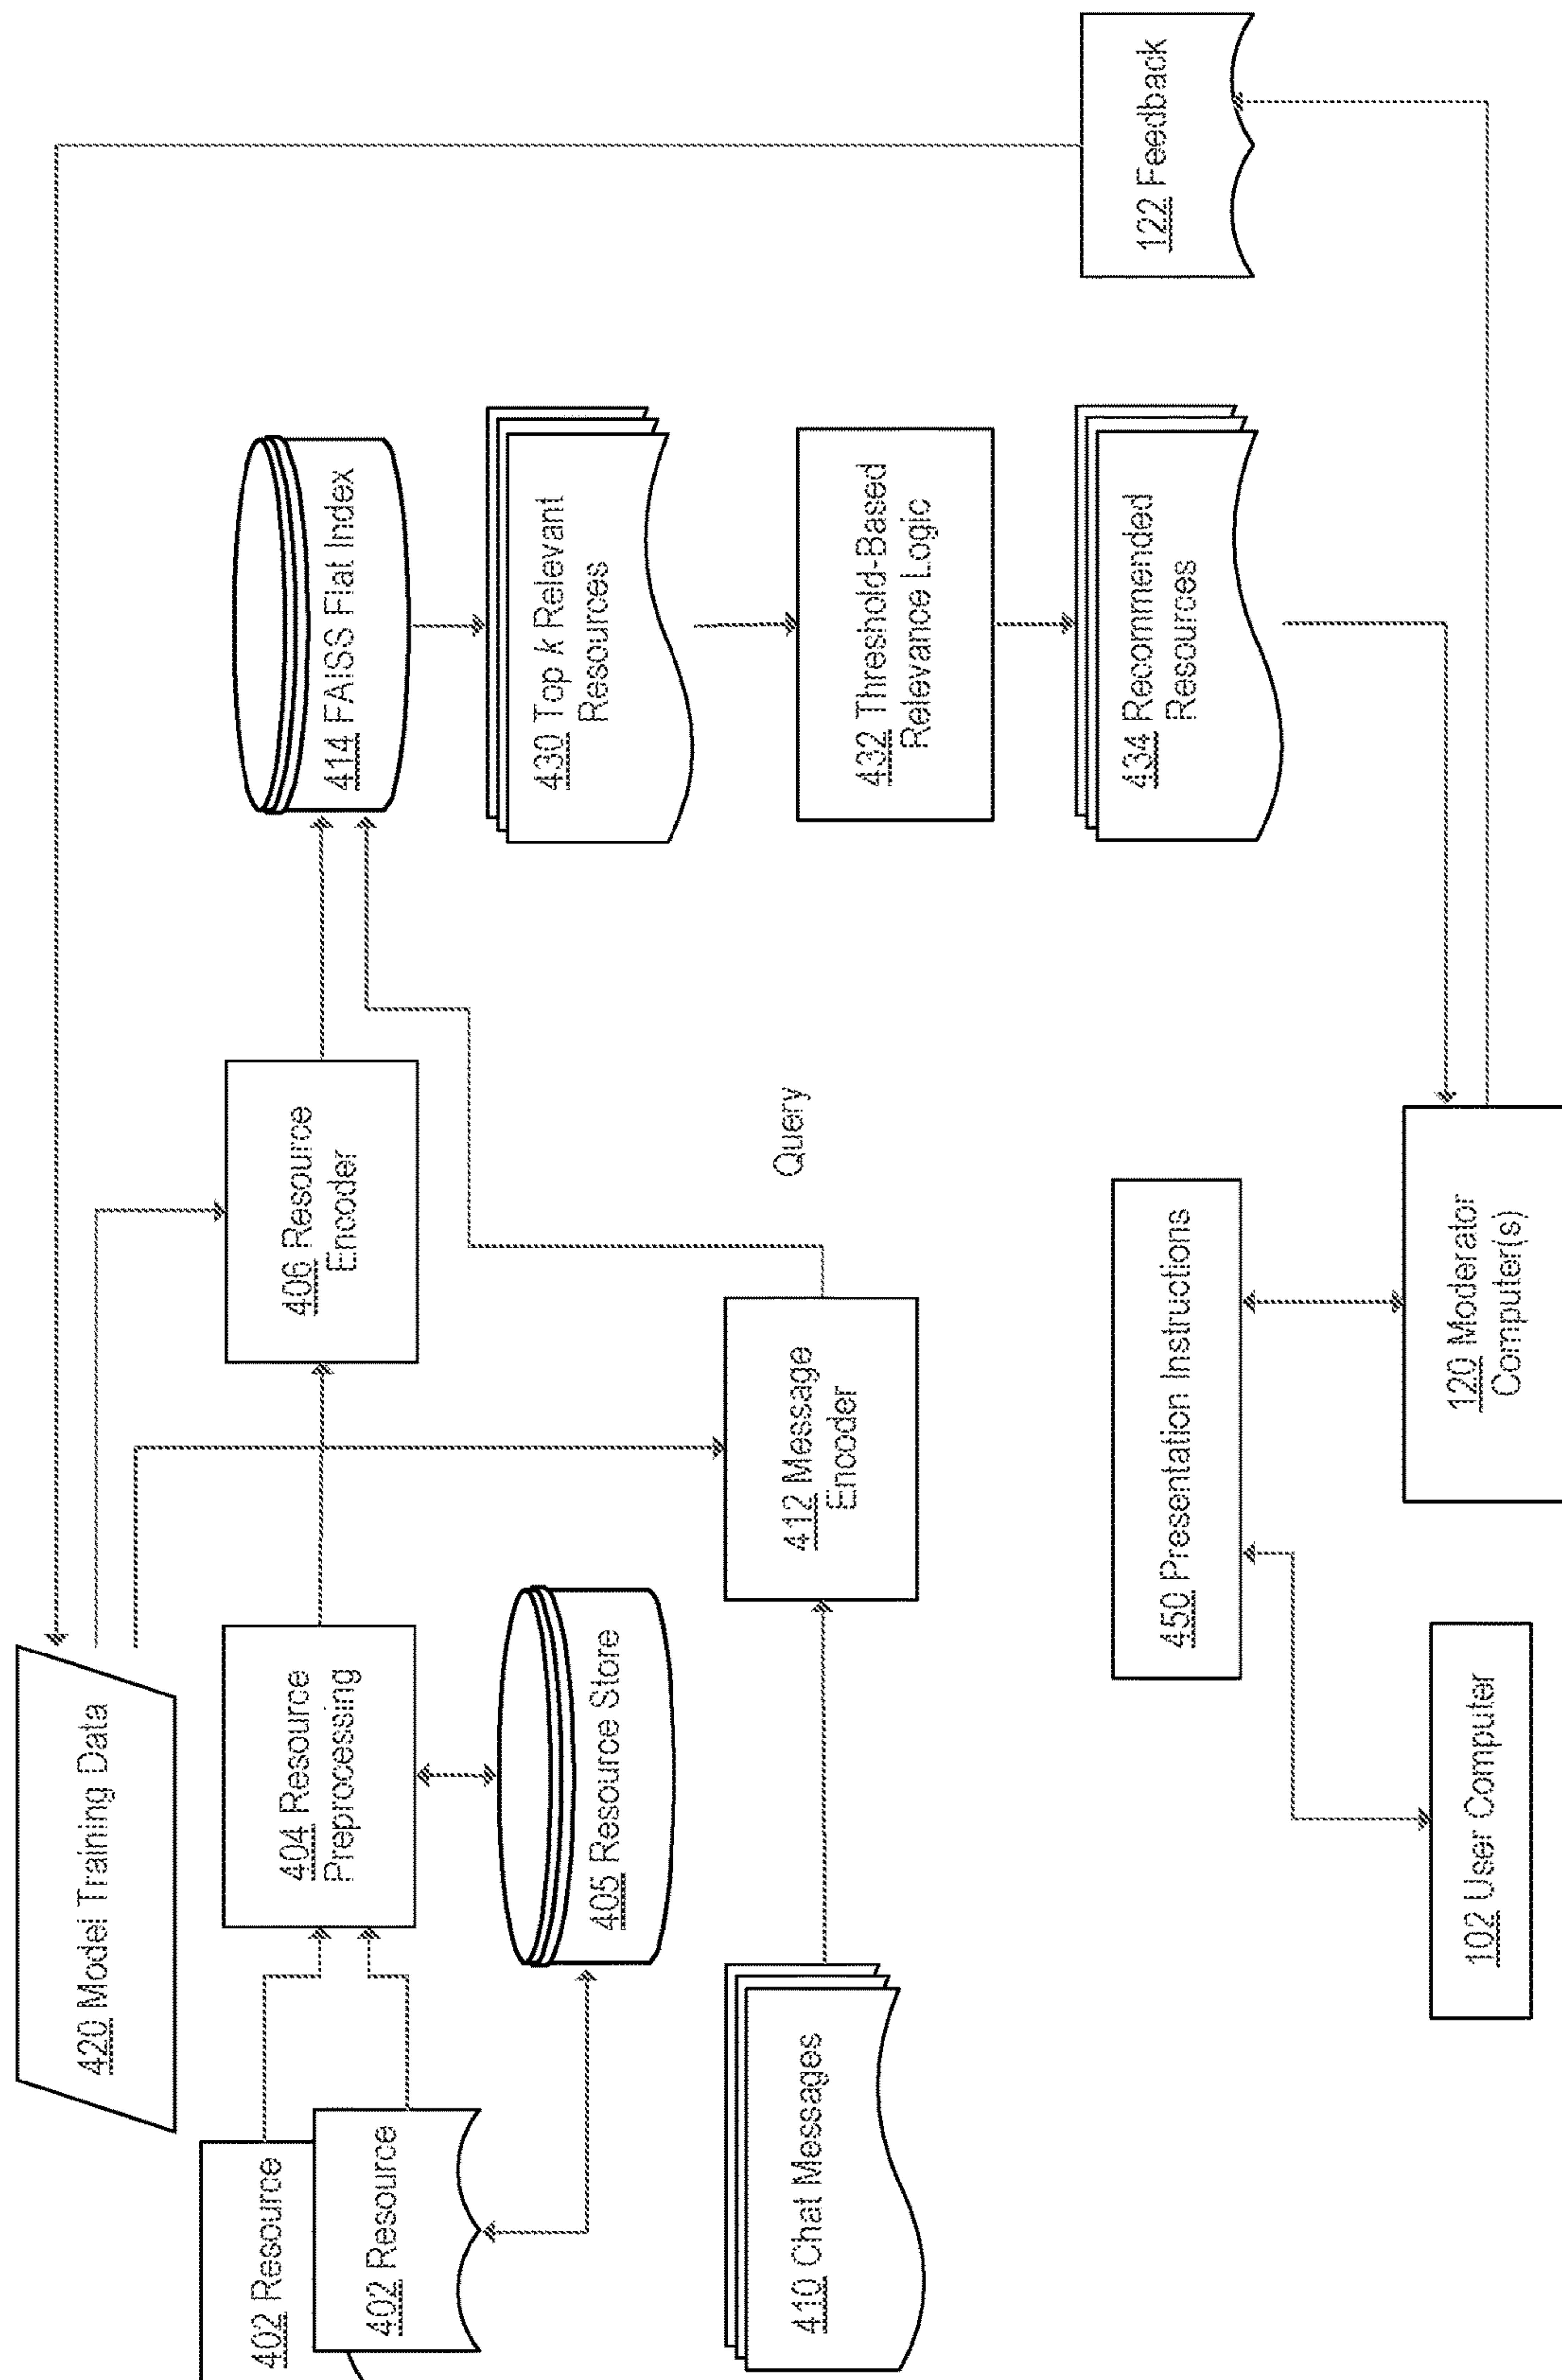 420 Model Training Data
402 Resource
402 Resource
404 Resource
Preprocessing
406 Resource
Encoder
414 FAISS Flat Index
405 Resource Store
430 Top k Relevant
Resources
410 Chat Messages
412 Message
Encoder
Query
432 Threshold-Based
Relevance Logic
434 Recommended
Resources
122 Feedback
450 Presentation Instructions
102 User Computer
120 Moderator
Computer(s)